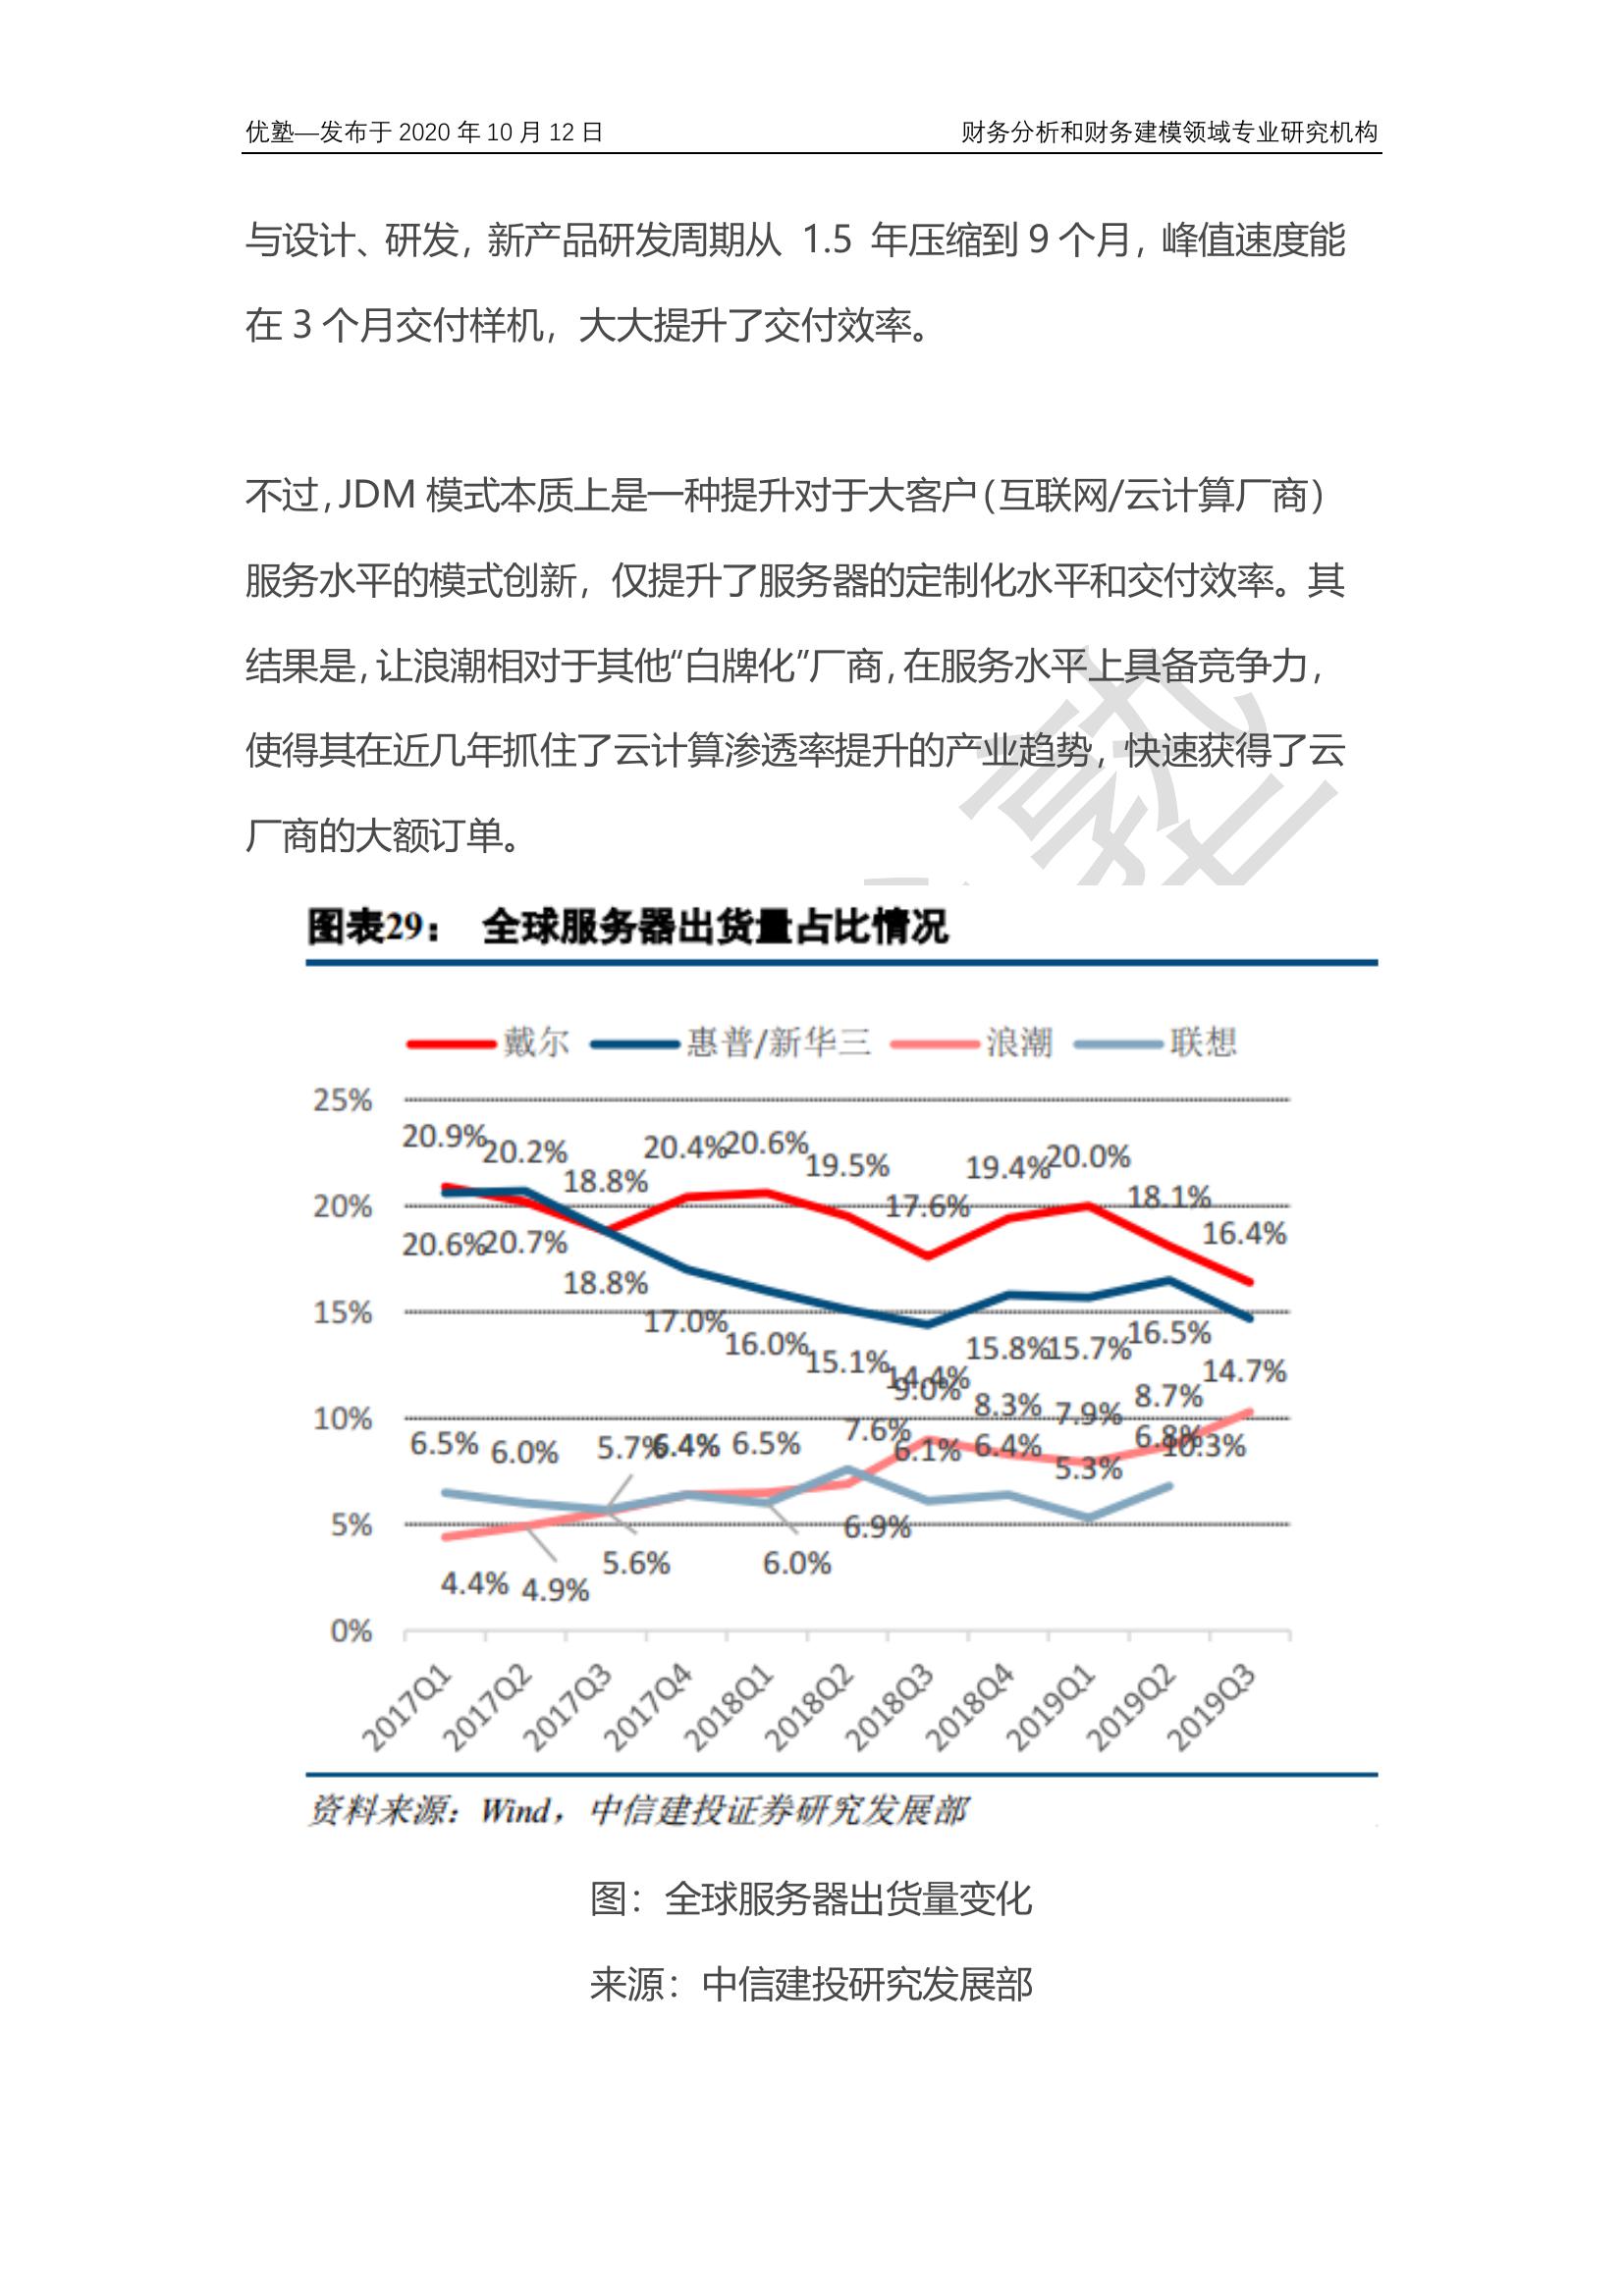 优塾—发布于 2020 年 10 月 12 日 财务分析和财务建模领域专业研究机构
与设计、研发，新产品研发周期从 1.5 年压缩到 9 个月，峰值速度能
在 3 个月交付样机，大大提升了交付效率。
不过，JDM 模式本质上是一种提升对于大客户（互联网/云计算厂商）
服务水平的模式创新，仅提升了服务器的定制化水平和交付效率。其
结果是，让浪潮相对于其他“白牌化”厂商，在服务水平上具备竞争力，
使得其在近几年抓住了云计算渗透率提升的产业趋势，快速获得了云
厂商的大额订单。
塾
图表29： 全球服务器出货量占比情况
戴尔 惠普/新华三 浪潮 联想
25%
20.9% 20.2% 18.8% 20.4% 20.6% 19.5% 17.6% 19.4% 20.0% 18.1% 16.4%
20%
20.6% 20.7% 18.8% 17.0% 16.0% 15.1% 14.4% 15.8% 15.7% 16.5% 14.7%
15%
9.0% 8.3% 7.9% 8.7%
10%
6.5% 6.0% 5.7% 6.4% 6.5% 7.6% 6.1% 6.4% 5.3% 6.8% 10.3%
5%
4.4% 4.9% 5.6% 6.0% 6.9%
0%
2017Q1 2017Q2 2017Q3 2017Q4 2018Q1 2018Q2 2018Q3 2018Q4 2019Q1 2019Q2 2019Q3
资料来源：Wind，中信建投证券研究发展部
图：全球服务器出货量变化
来源：中信建投研究发展部